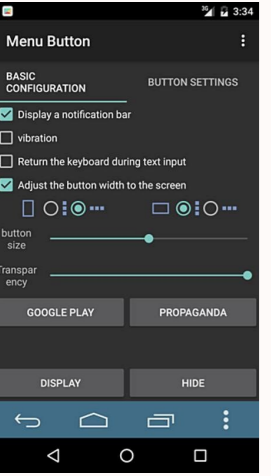 3G 3:34
Menu Button
BASIC
CONFIGURATION
BUTTON SETTINGS
Display a notification bar
vibration
Return the keyboard during text input
Adjust the button width to the screen
button
size
Transpar
ency
GOOGLE PLAY PROPAGANDA
DISPLAY HIDE